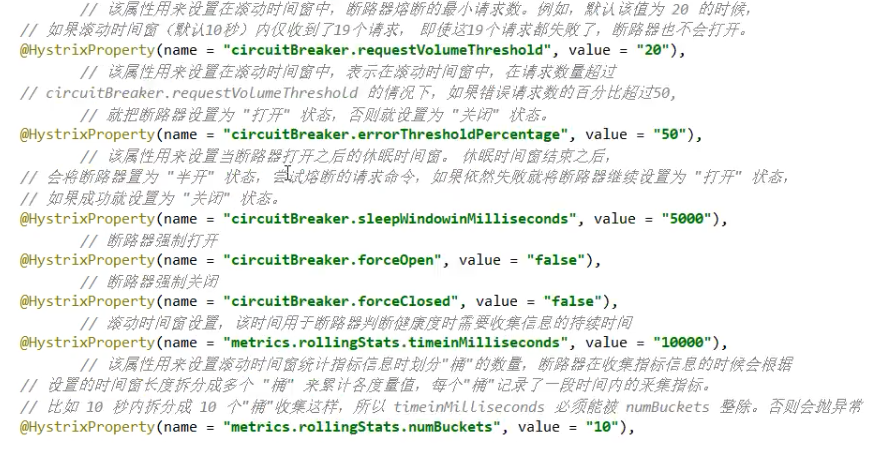 // 该属性用来设置在滚动时间窗中，断路器熔断的最小请求数。例如，默认该值为 20 的时候，
// 如果滚动时间窗（默认10秒）内仅收到了19个请求， 即使这19个请求都失败了，断路器也不会打开。
@HystrixProperty(name = "circuitBreaker.requestVolumeThreshold", value = "20"),
// 该属性用来设置在滚动时间窗中，表示在滚动时间窗中，在请求数量超过
// circuitBreaker.requestVolumeThreshold 的情况下，如果错误请求数的百分比超过50，
// 就把断路器设置为 "打开" 状态，否则就设置为 "关闭" 状态。
@HystrixProperty(name = "circuitBreaker.errorThresholdPercentage", value = "50"),
// 该属性用来设置当断路器打开之后的休眠时间窗。 休眠时间窗结束之后，
// 会将断路器置为 "半开" 状态，尝试熔断的请求命令，如果依然失败就将断路器继续设置为 "打开" 状态，
// 如果成功就设置为 "关闭" 状态。
@HystrixProperty(name = "circuitBreaker.sleepWindowinMilliseconds", value = "5000"),
// 断路器强制打开
@HystrixProperty(name = "circuitBreaker.forceOpen", value = "false"),
// 断路器强制关闭
@HystrixProperty(name = "circuitBreaker.forceClosed", value = "false"),
// 滚动时间窗设置，该时间用于断路器判断健康度时需要收集信息的持续时间
@HystrixProperty(name = "metrics.rollingStats.timeinMilliseconds", value = "10000"),
// 该属性用来设置滚动时间窗统计指标信息时划分"桶"的数量，断路器在收集指标信息的时候会根据
// 设置的时间窗长度拆分成多个 "桶" 来累计各度量值，每个"桶"记录了一段时间内的采集指标。
// 比如 10 秒内拆分成 10 个"桶"收集这样，所以 timeinMilliseconds 必须能被 numBuckets 整除。否则会抛异常
@HystrixProperty(name = "metrics.rollingStats.numBuckets", value = "10"),